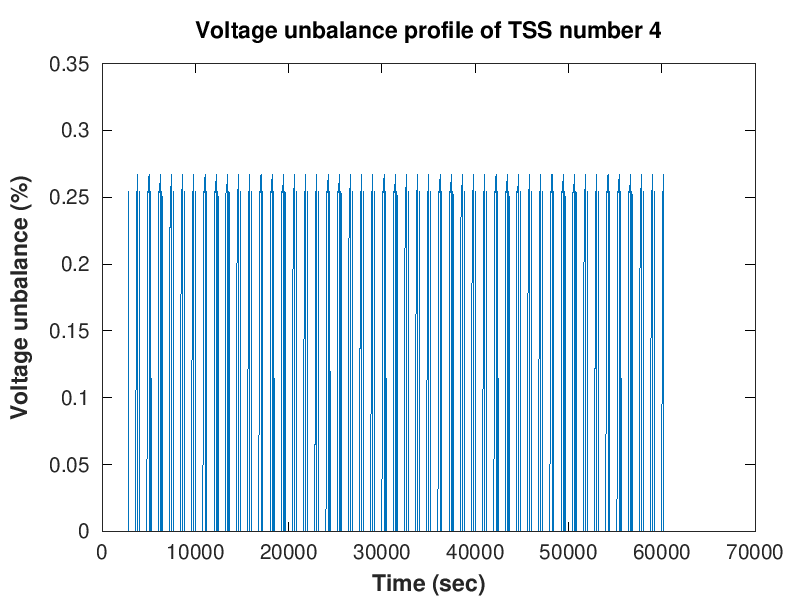 Voltage unbalance profile of TSS number 4
0.35
0.3
0.25
0.2
0.15
0.1
0.05
0
Voltage unbalance (%)
0 10000 20000 30000 40000 50000 60000 70000
Time (sec)